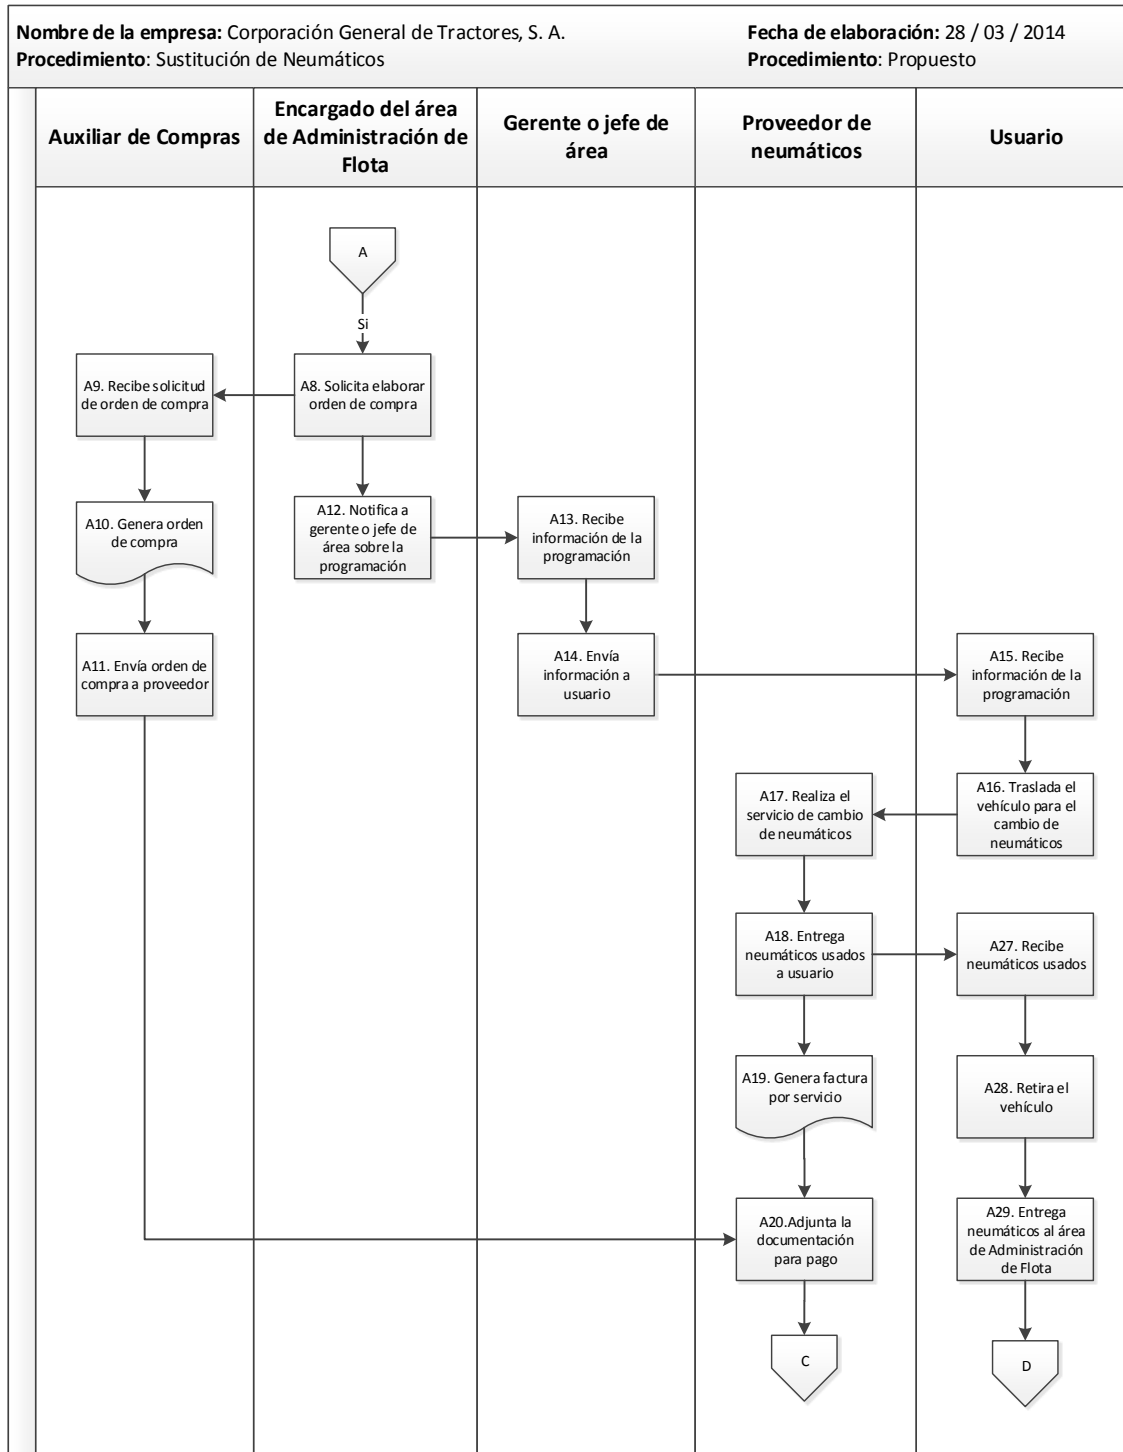 Nombre de la empresa: Corporación General de Tractores, S. A.
Fecha de elaboración: 28 / 03 / 2014
Procedimiento: Sustitución de Neumáticos
Procedimiento: Propuesto
Auxiliar de Compras
Encargado del área
de Administración de
Flota
Gerente o jefe de
área
Proveedor de
neumáticos
Usuario
A
Si
A9. Recibe solicitud
de orden de compra
A8. Solicita elaborar
orden de compra
A10. Genera orden
de compra
A12. Notifica a
gerente o jefe de
área sobre la
programación
A13. Recibe
información de la
programación
A11. Envía orden de
compra a proveedor
A14. Envía
información a
usuario
A15. Recibe
información de la
programación
A17. Realiza el
servicio de cambio
de neumáticos
A16. Traslada el
vehículo para el
cambio de
neumáticos
A18. Entrega
neumáticos usados
a usuario
A27. Recibe
neumáticos usados
A19. Genera factura
por servicio
A28. Retira el
vehículo
A20.Adjunta la
documentación
para pago
A29. Entrega
neumáticos al área
de Administración
de Flota
C
D